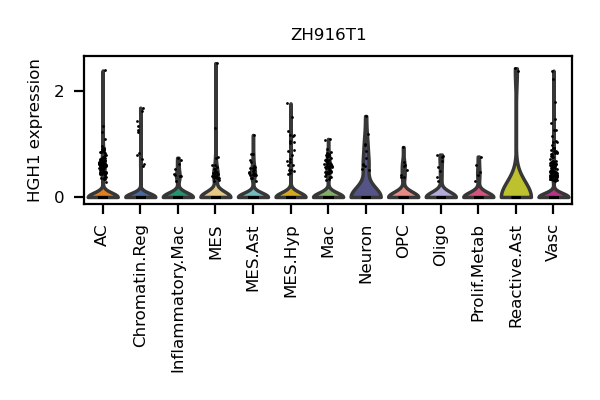 ZH916T1
HGH1 expression
2
0
AC
Chromatin.Reg
Inflammatory.Mac
MES
MES.Ast
MES.Hyp
Mac
Neuron
OPC
Oligo
Prolif.Metab
Reactive.Ast
Vasc